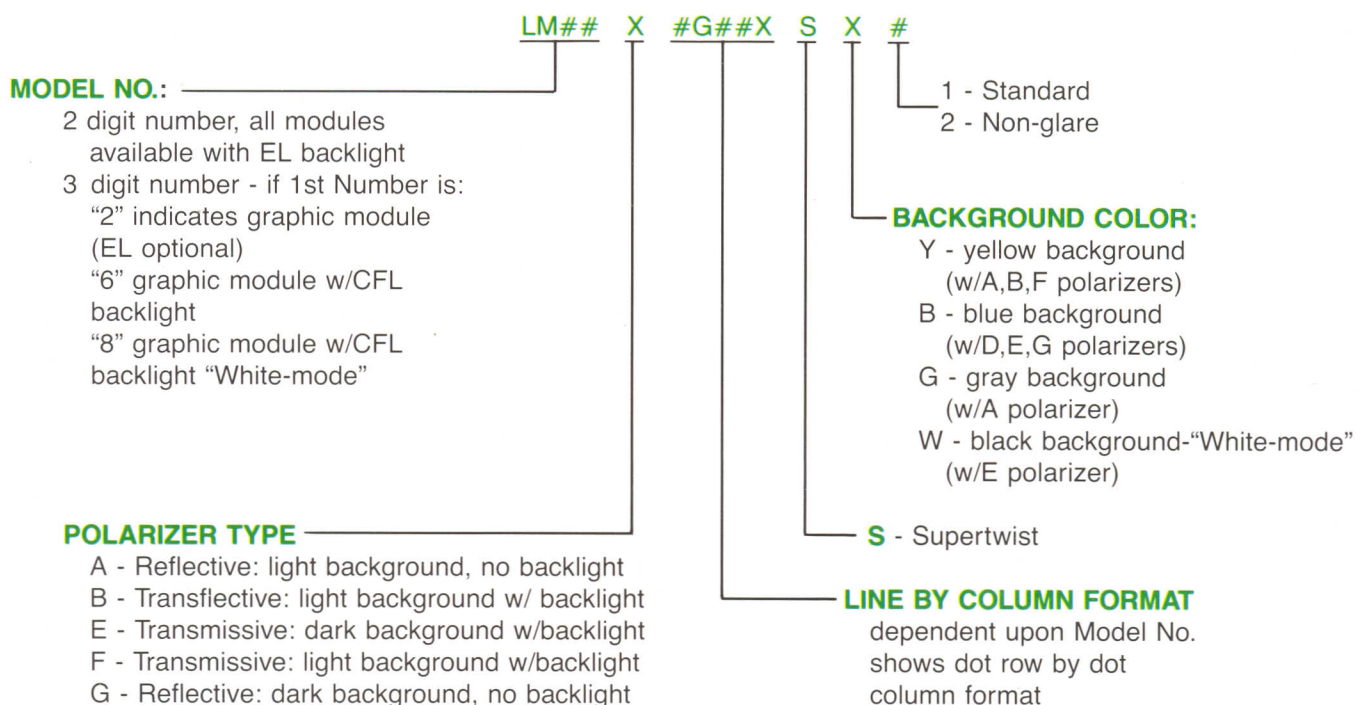 LM## X #G##X S X #
MODEL NO.:
2 digit number, all modules
available with EL backlight
3 digit number - if 1st Number is:
“2” indicates graphic module
(EL optional)
“6” graphic module w/CFL
backlight
“8” graphic module w/CFL
backlight “White-mode”
POLARIZER TYPE
A - Reflective: light background, no backlight
B - Transflective: light background w/ backlight
E - Transmissive: dark background w/backlight
F - Transmissive: light background w/backlight
G - Reflective: dark background, no backlight
1 - Standard
2 - Non-glare
BACKGROUND COLOR:
Y - yellow background
(w/A,B,F polarizers)
B - blue background
(w/D,E,G polarizers)
G - gray background
(w/A polarizer)
W - black background-“White-mode”
(w/E polarizer)
S - Supertwist
LINE BY COLUMN FORMAT
dependent upon Model No.
shows dot row by dot
column format